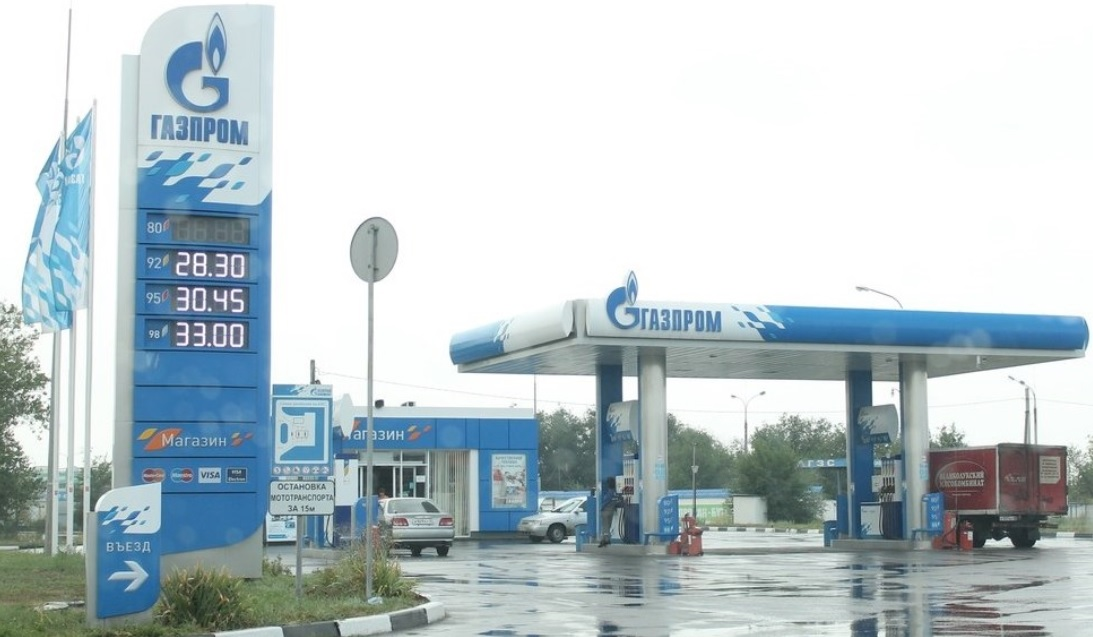 ГАЗПРОМ
80
92 28.30
95 30.45
98 33.00
Магазин
VISA
VISA
ОСТАНОВКА
МОТОТРАНСПОРТА
ЗА 15м
ВЪЕЗД
Магазин
ГАЗПРОМ